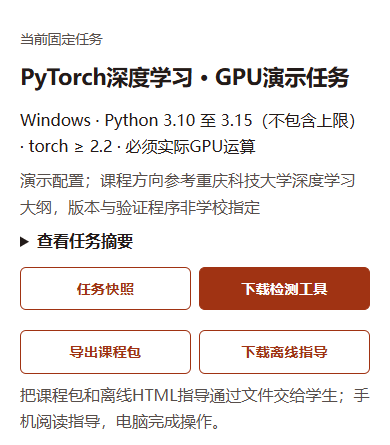 当前固定任务
PyTorch深度学习 · GPU演示任务
Windows · Python 3.10 至 3.15（不包含上限）
· torch ≥ 2.2 · 必须实际GPU运算
演示配置；课程方向参考重庆科技大学深度学习
大纲，版本与验证程序非学校指定
▶ 查看任务摘要
任务快照
下载检测工具
导出课程包
下载离线指导
把课程包和离线HTML指导通过文件交给学生；手
机阅读指导，电脑完成操作。